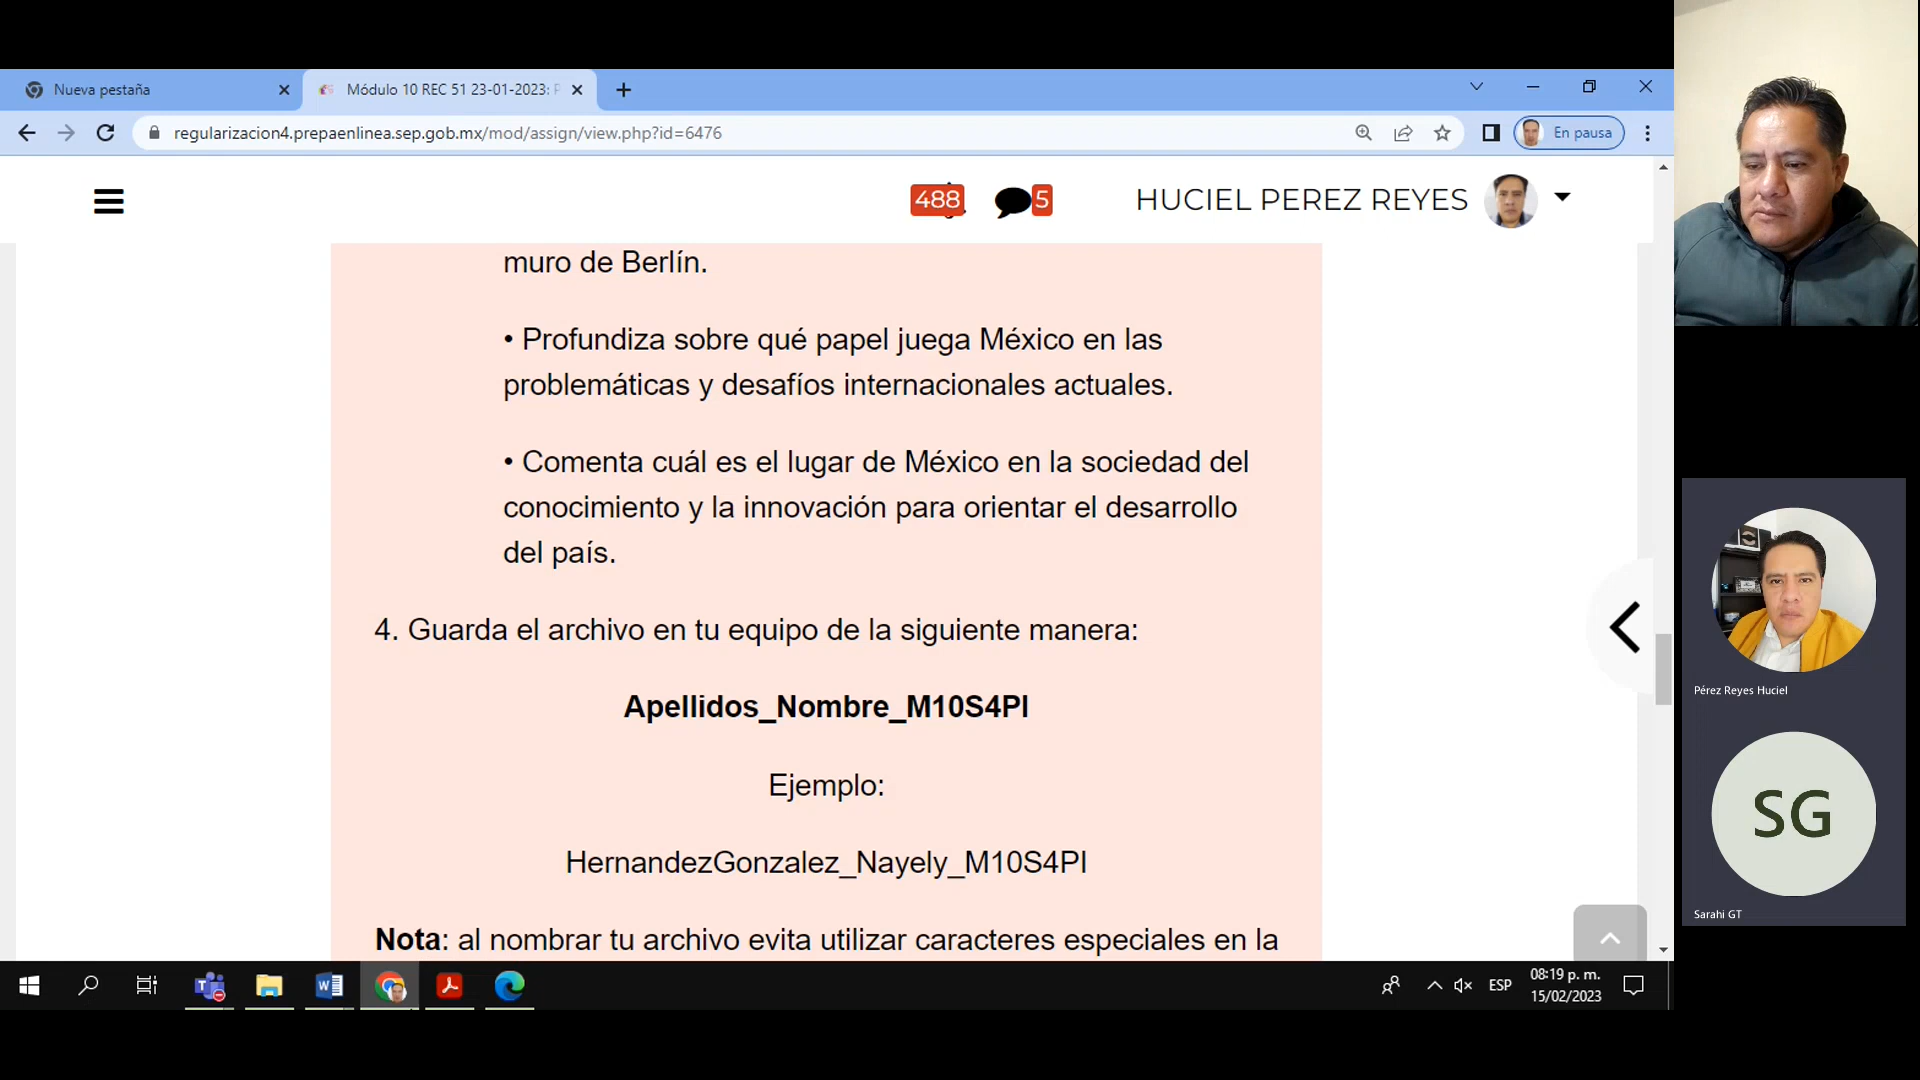 Nueva pestaña
Módulo 10 REC 51 23-01-2023:
regularizacion4.prepaenlinea.sep.gob.mx/mod/assign/view.php?id=6476
En pausa
488
5
HUCIEL PEREZ REYES
muro de Berlín.
• Profundiza sobre qué papel juega México en las
problemáticas y desafíos internacionales actuales.
• Comenta cuál es el lugar de México en la sociedad del
conocimiento y la innovación para orientar el desarrollo
del país.
4. Guarda el archivo en tu equipo de la siguiente manera:
Apellidos_Nombre_M10S4PI
Ejemplo:
HernandezGonzalez_Nayely_M10S4PI
Nota: al nombrar tu archivo evita utilizar caracteres especiales en la
Pérez Reyes Huciel
SG
Sarahi GT
ESP
08:19 p. m.
15/02/2023